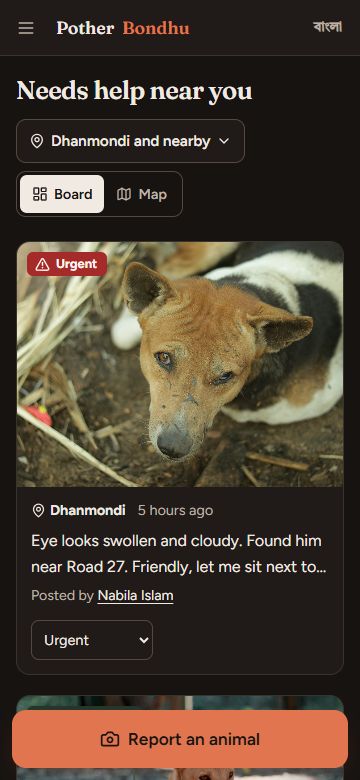 Pother Bondhu
বাংলা
Needs help near you
Dhanmondi and nearby
Board
Map
Urgent
Dhanmondi 5 hours ago
Eye looks swollen and cloudy. Found him
near Road 27. Friendly, let me sit next to...
Posted by Nabila Islam
Urgent
Report an animal